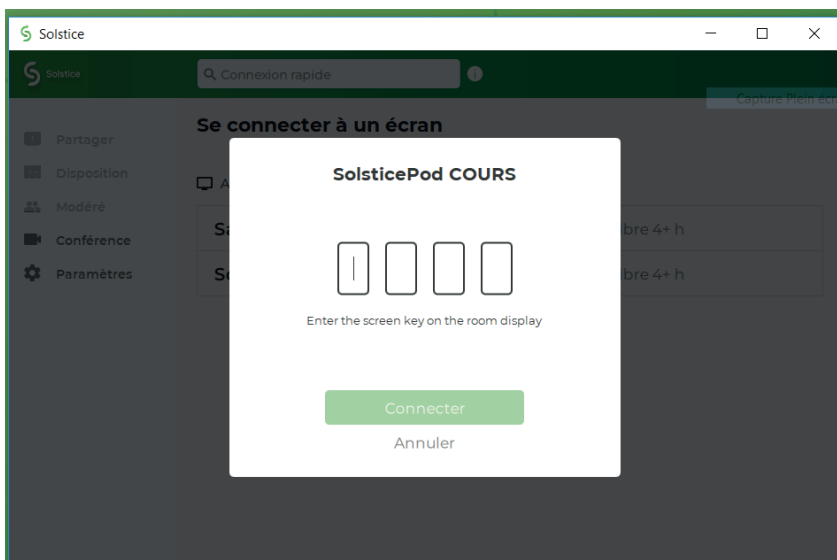 Solstice
Solstice
Connexion rapide
Capture Plein écr
Se connecter à un écran
Partager
Disposition
Modéré
Conférence
Paramètres
SolsticePod COURS
bre 4+ h
bre 4+ h
Enter the screen key on the room display
Connecter
Annuler